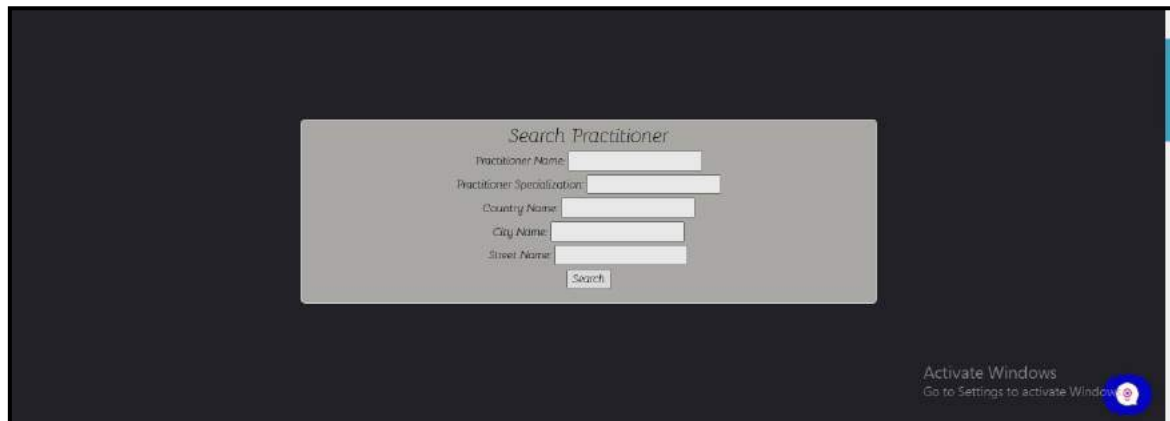 Search Practitioner
Practitioner Name:
Practitioner Specialization:
Country Name:
City Name:
Street Name:
Search
Activate Windows
Go to Settings to activate Window